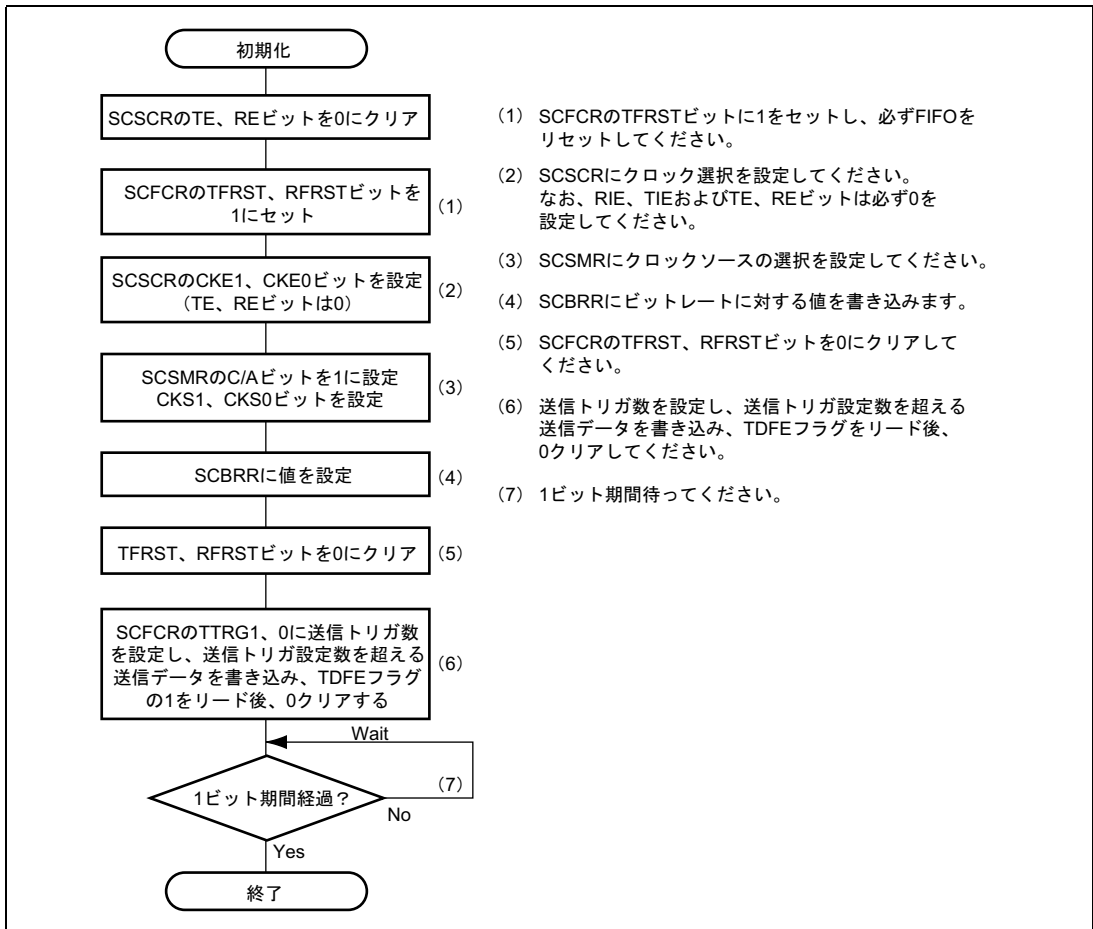 初期化
SCSCRのTE、REビットを0にクリア
SCFCRのTFRST、RFRSTビットを
1にセット
(1)
SCSCRのCKE1、CKE0ビットを設定
（TE、REビットは0）
(2)
SCSMRのC/Aビットを1に設定
CKS1、CKS0ビットを設定
(3)
SCBRRに値を設定
(4)
TFRST、RFRSTビットを0にクリア
(5)
SCFCRのTTRG1、0に送信トリガ数
を設定し、送信トリガ設定数を超える
送信データを書き込み、TDFEフラグ
の1をリード後、0クリアする
(6)
Wait
1ビット期間経過？
(7)
No
Yes
終了
(1) SCFCRのTFRSTビットに1をセットし、必ずFIFOを
リセットしてください。
(2) SCSCRにクロック選択を設定してください。
なお、RIE、TIEおよびTE、REビットは必ず0を
設定してください。
(3) SCSMRにクロックソースの選択を設定してください。
(4) SCBRRにビットレートに対する値を書き込みます。
(5) SCFCRのTFRST、RFRSTビットを0にクリアして
ください。
(6) 送信トリガ数を設定し、送信トリガ設定数を超える
送信データを書き込み、TDFEフラグをリード後、
0クリアしてください。
(7) 1ビット期間待ってください。